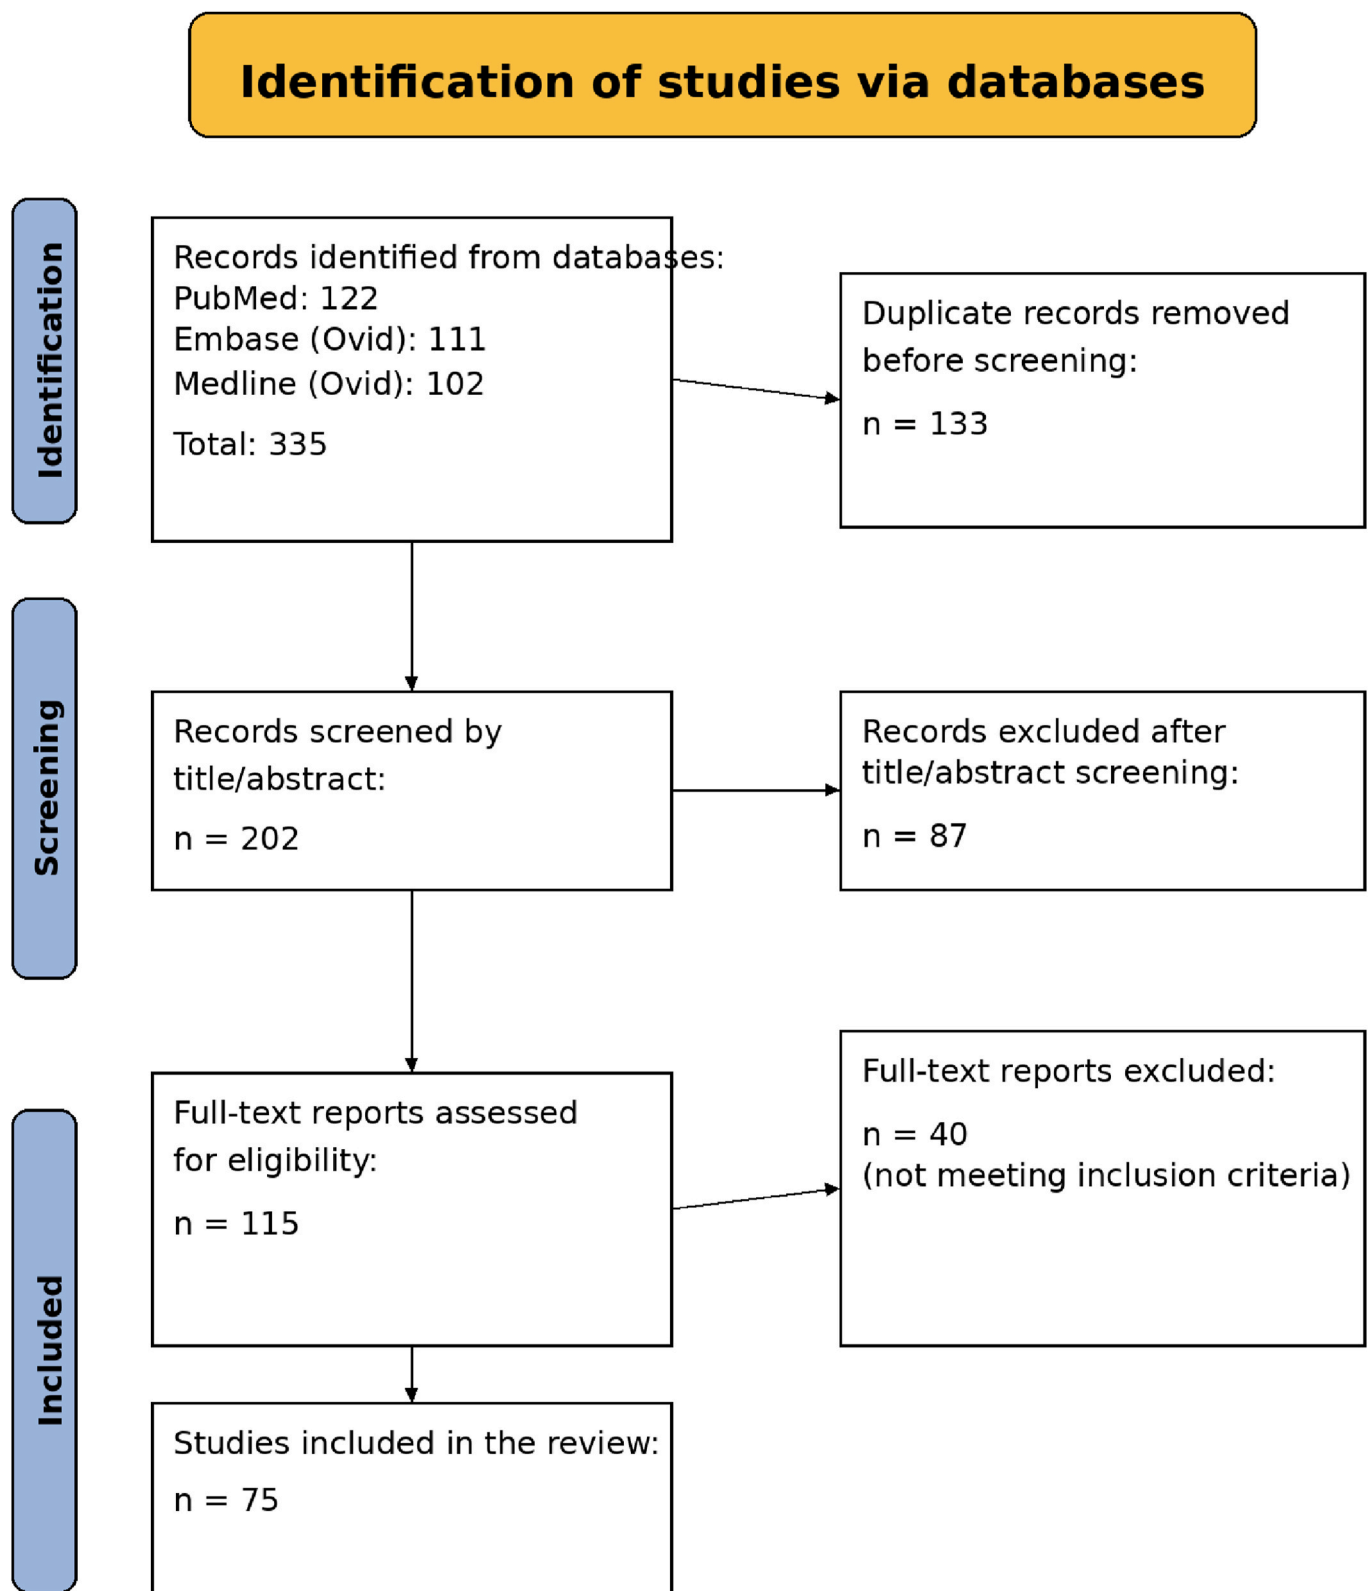 Identification of studies via databases
Identification
Records identified from databases:
PubMed: 122
Embase (Ovid): 111
Medline (Ovid): 102
Total: 335
Duplicate records removed
before screening:
n = 133
Screening
Records screened by
title/abstract:
n = 202
Records excluded after
title/abstract screening:
n = 87
Included
Full-text reports assessed
for eligibility:
n = 115
Full-text reports excluded:
n = 40
(not meeting inclusion criteria)
Studies included in the review:
n = 75